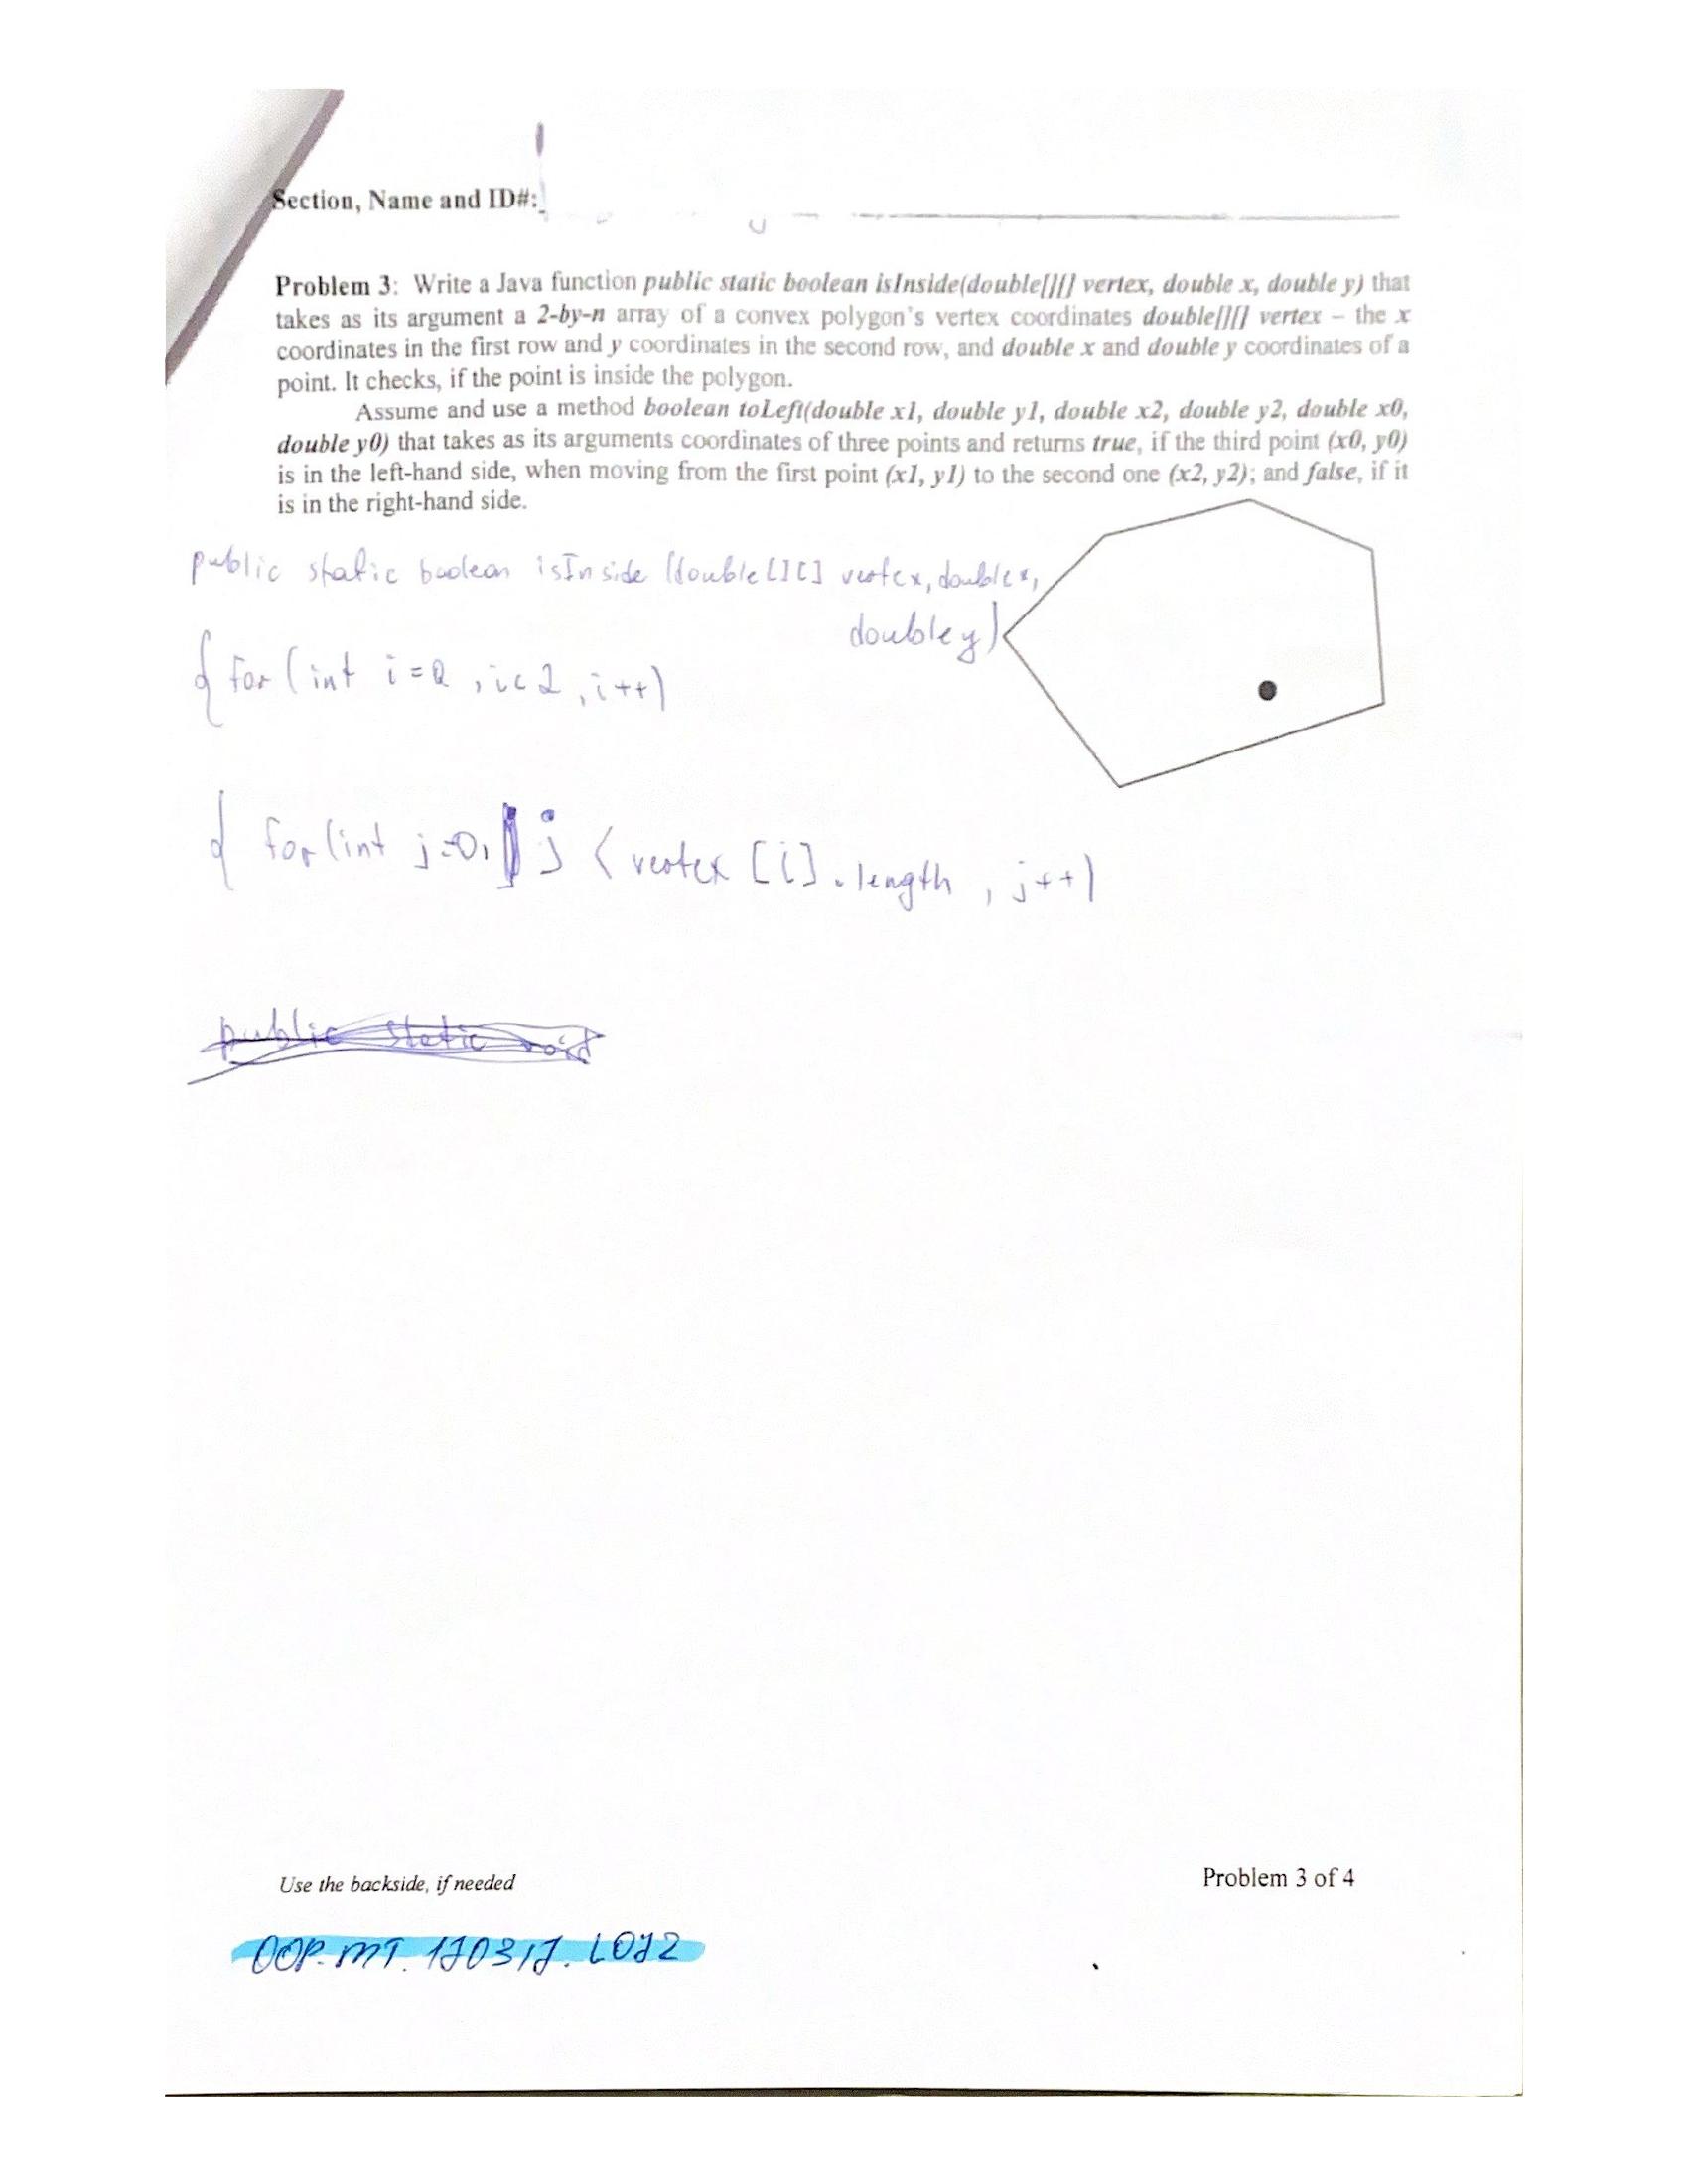 Section, Name and ID#:
Problem 3: Write a Java function public static boolean isInside(double[][] vertex, double x, double y) that
takes as its argument a 2-by-n array of a convex polygon's vertex coordinates double[][] vertex – the x
coordinates in the first row and y coordinates in the second row, and double x and double y coordinates of a
point. It checks, if the point is inside the polygon.
Assume and use a method boolean toLeft(double x1, double y1, double x2, double y2, double x0,
double y0) that takes as its arguments coordinates of three points and returns true, if the third point (x0, y0)
is in the left-hand side, when moving from the first point (x1, y1) to the second one (x2, y2); and false, if it
is in the right-hand side.
public static boolean isInside (double[][] vertex, double x,
double y)
{ for (int i=0, i<2, i++)
{ for (int j=0, j < vertex [i].length, j++)
public static void
Use the backside, if needed
Problem 3 of 4
OOP. MT. 170317. L072